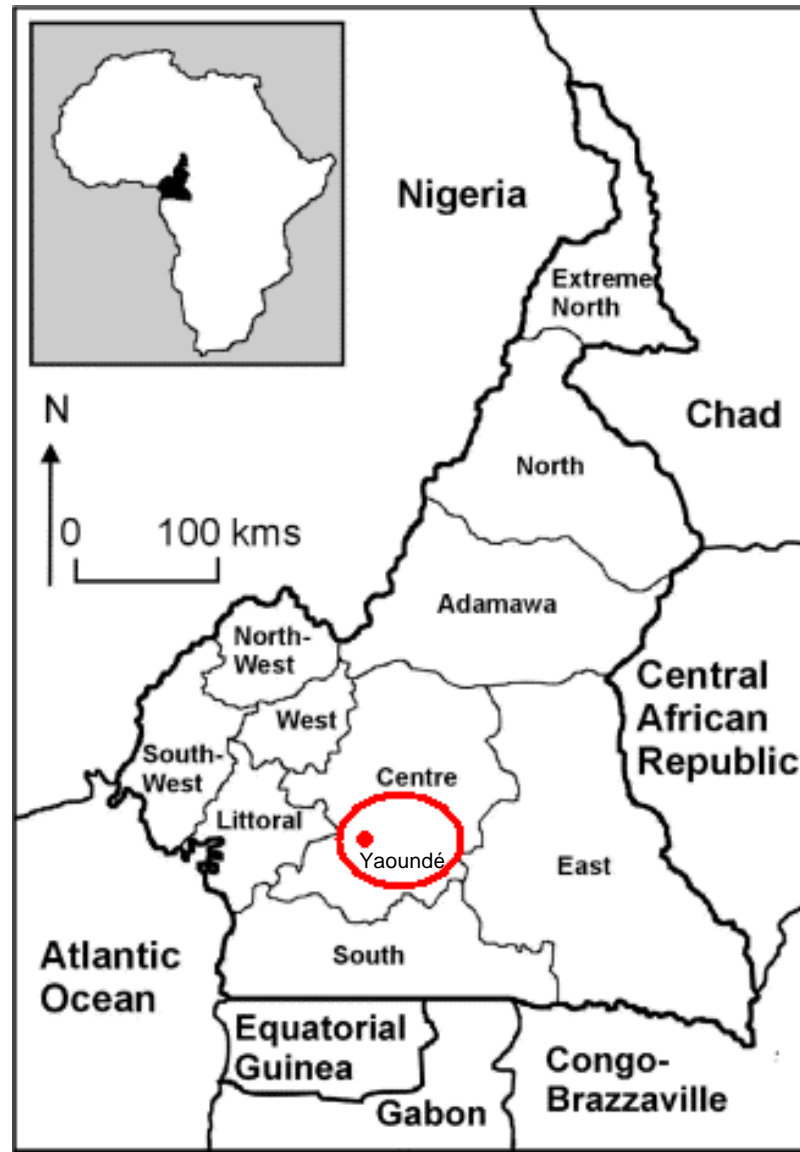 Nigeria
Extreme
North
N
Chad
North
0 100 kms
Adamawa
North-
West
Central
African
Republic
West
South-
West
Centre
Littoral
Yaoundé
East
Atlantic
Ocean
South
Equatorial
Guinea
Congo-
Brazzaville
Gabon